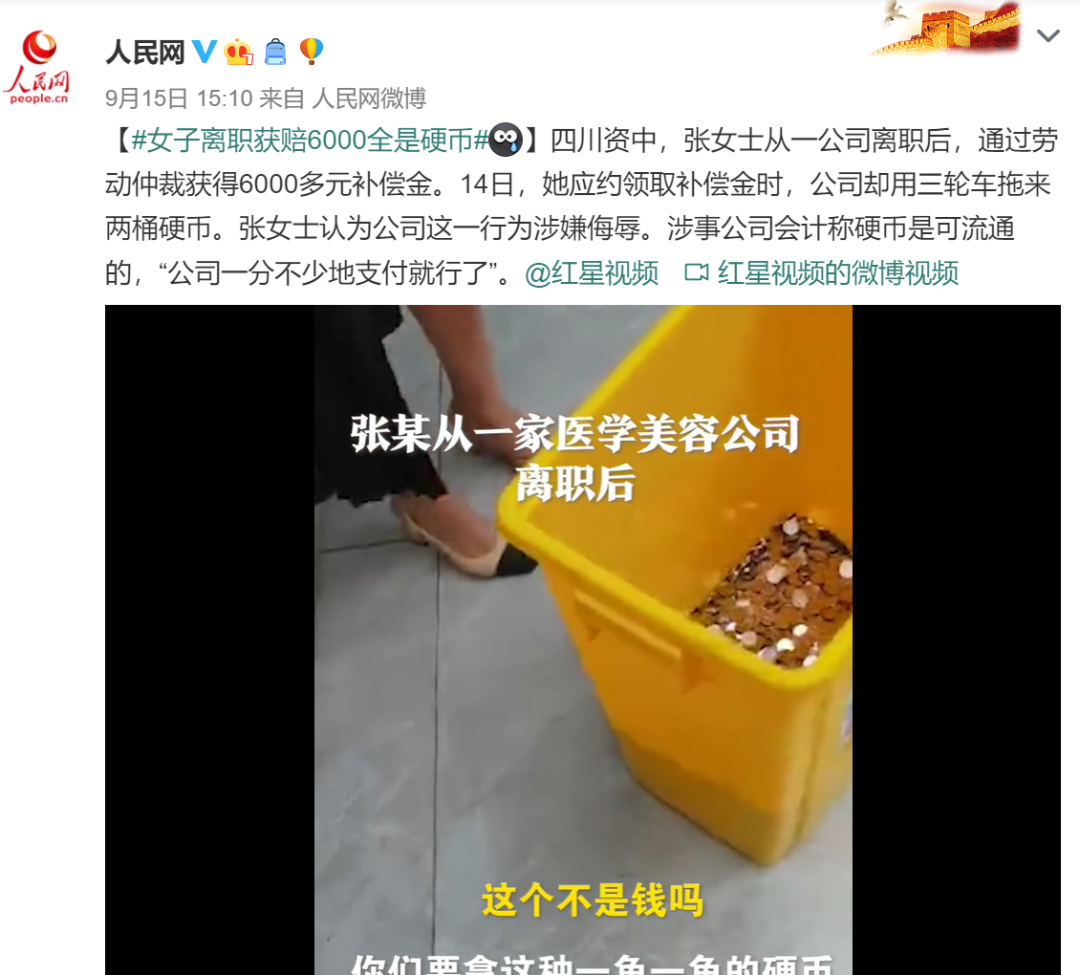 人民网
人民网
people.cn
9月15日 15:10 来自 人民网微博
【#女子离职获赔6000全是硬币#】四川资中，张女士从一公司离职后，通过劳
动仲裁获得6000多元补偿金。14日，她应约领取补偿金时，公司却用三轮车拖来
两桶硬币。张女士认为公司这一行为涉嫌侮辱。涉事公司会计称硬币是可流通
的，“公司一分不少地支付就行了”。@红星视频 红星视频的微博视频
张某从一家医学美容公司
离职后
这个不是钱吗
你们要拿这种一角一角的硬币